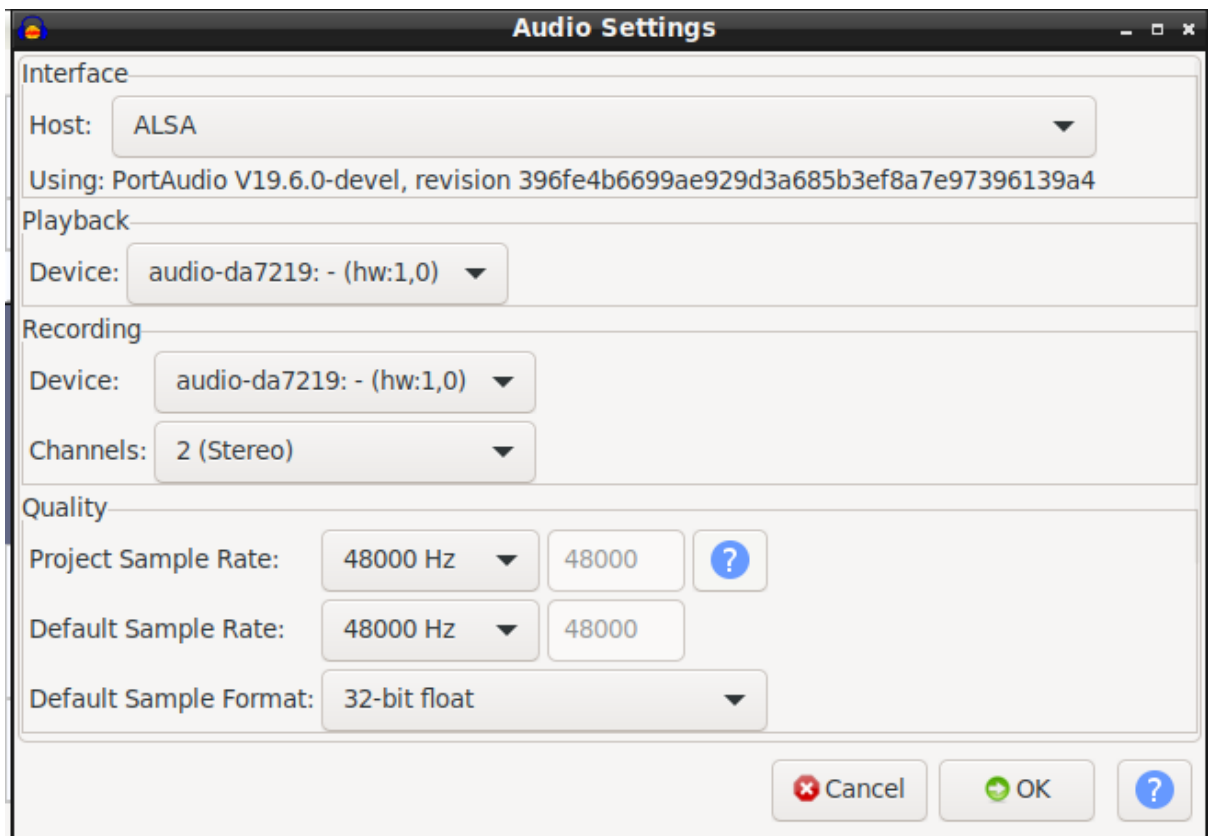 Audio Settings
Interface
Host: ALSA
Using: PortAudio V19.6.0-devel, revision 396fe4b6699ae929d3a685b3ef8a7e97396139a4
Playback
Device: audio-da7219: - (hw:1,0)
Recording
Device: audio-da7219: - (hw:1,0)
Channels: 2 (Stereo)
Quality
Project Sample Rate: 48000 Hz 48000 ?
Default Sample Rate: 48000 Hz 48000
Default Sample Format: 32-bit float
Cancel OK ?